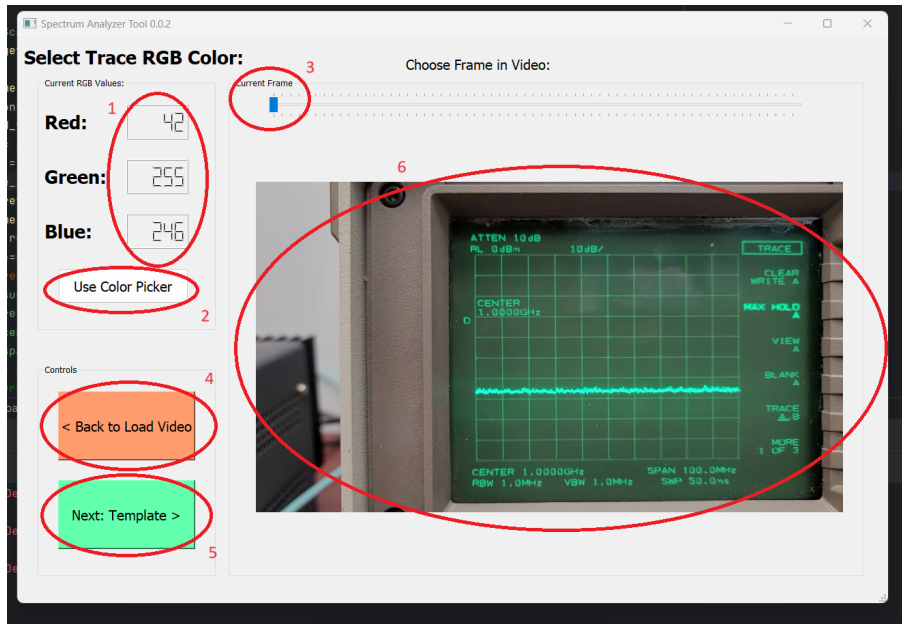 Spectrum Analyzer Tool 0.0.2
Select Trace RGB Color:
Choose Frame in Video:
Current RGB Values:
Current Frame
3
1
Red:
42
Green:
255
Blue:
246
Use Color Picker
2
6
ATTEN 10dB
RL 0dBm
10dB/
TRACE
CLEAR
WRITE A
CENTER
1.0000GHz
D
MAX HOLD
A
VIEW
A
BLANK
A
TRACE
MORE
1 OF 3
CENTER 1.0000GHz
SPAN 100.0MHz
RBW 1.0MHz
VBW 1.0MHz
SWP 50.0ms
Controls
4
< Back to Load Video
Next: Template >
5